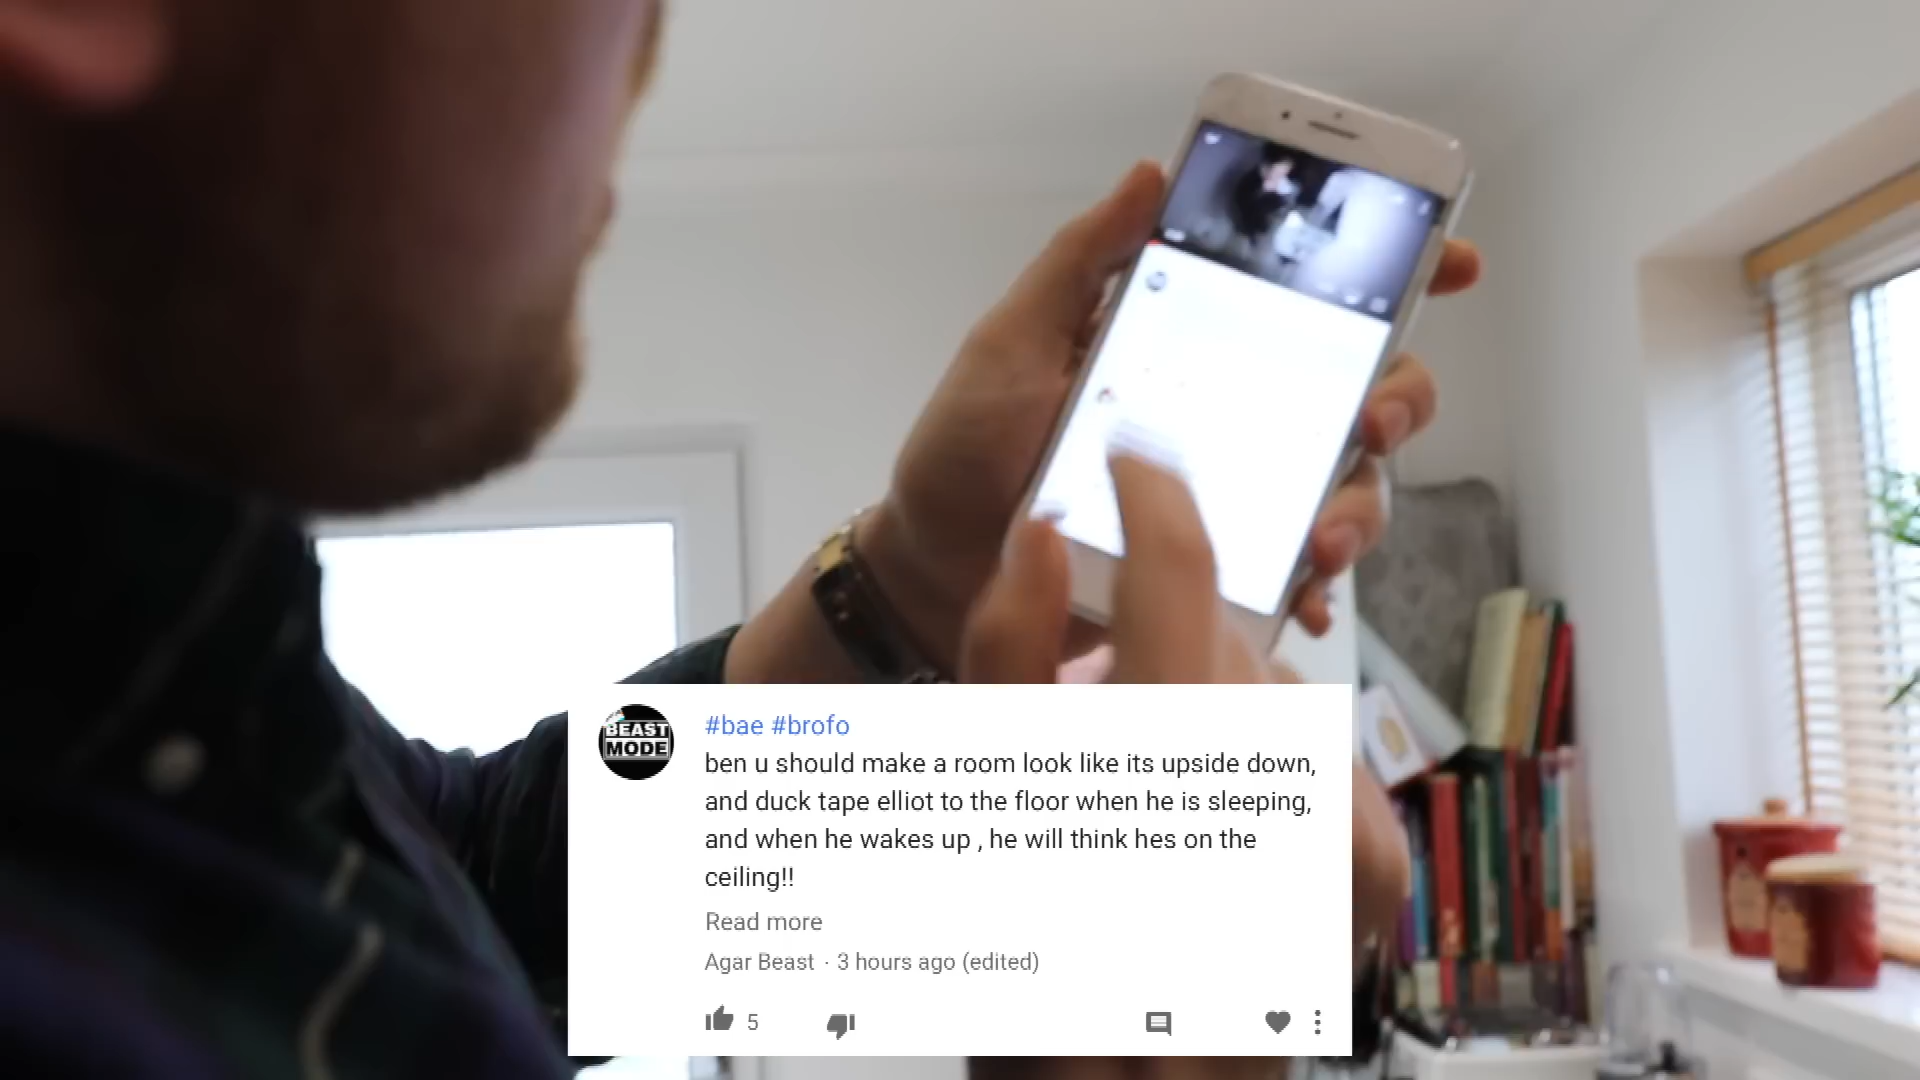 BEAST
MODE
#bae #brofo
ben u should make a room look like its upside down,
and duck tape elliot to the floor when he is sleeping,
and when he wakes up , he will think hes on the
ceiling!!
Read more
Agar Beast · 3 hours ago (edited)
5